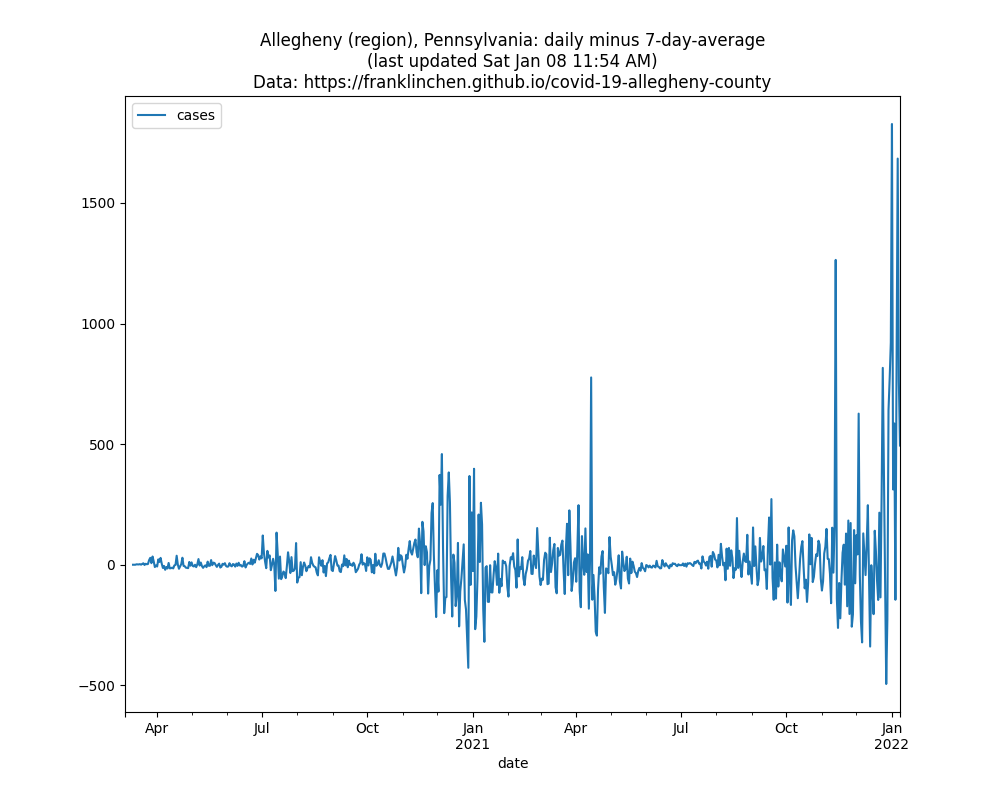 Allegheny (region), Pennsylvania: daily minus 7-day-average
(last updated Sat Jan 08 11:54 AM)
Data: https://franklinchen.github.io/covid-19-allegheny-county
cases
1500
1000
500
0
−500
Apr
Jul
Oct
Jan
2021
Apr
Jul
Oct
Jan
2022
date